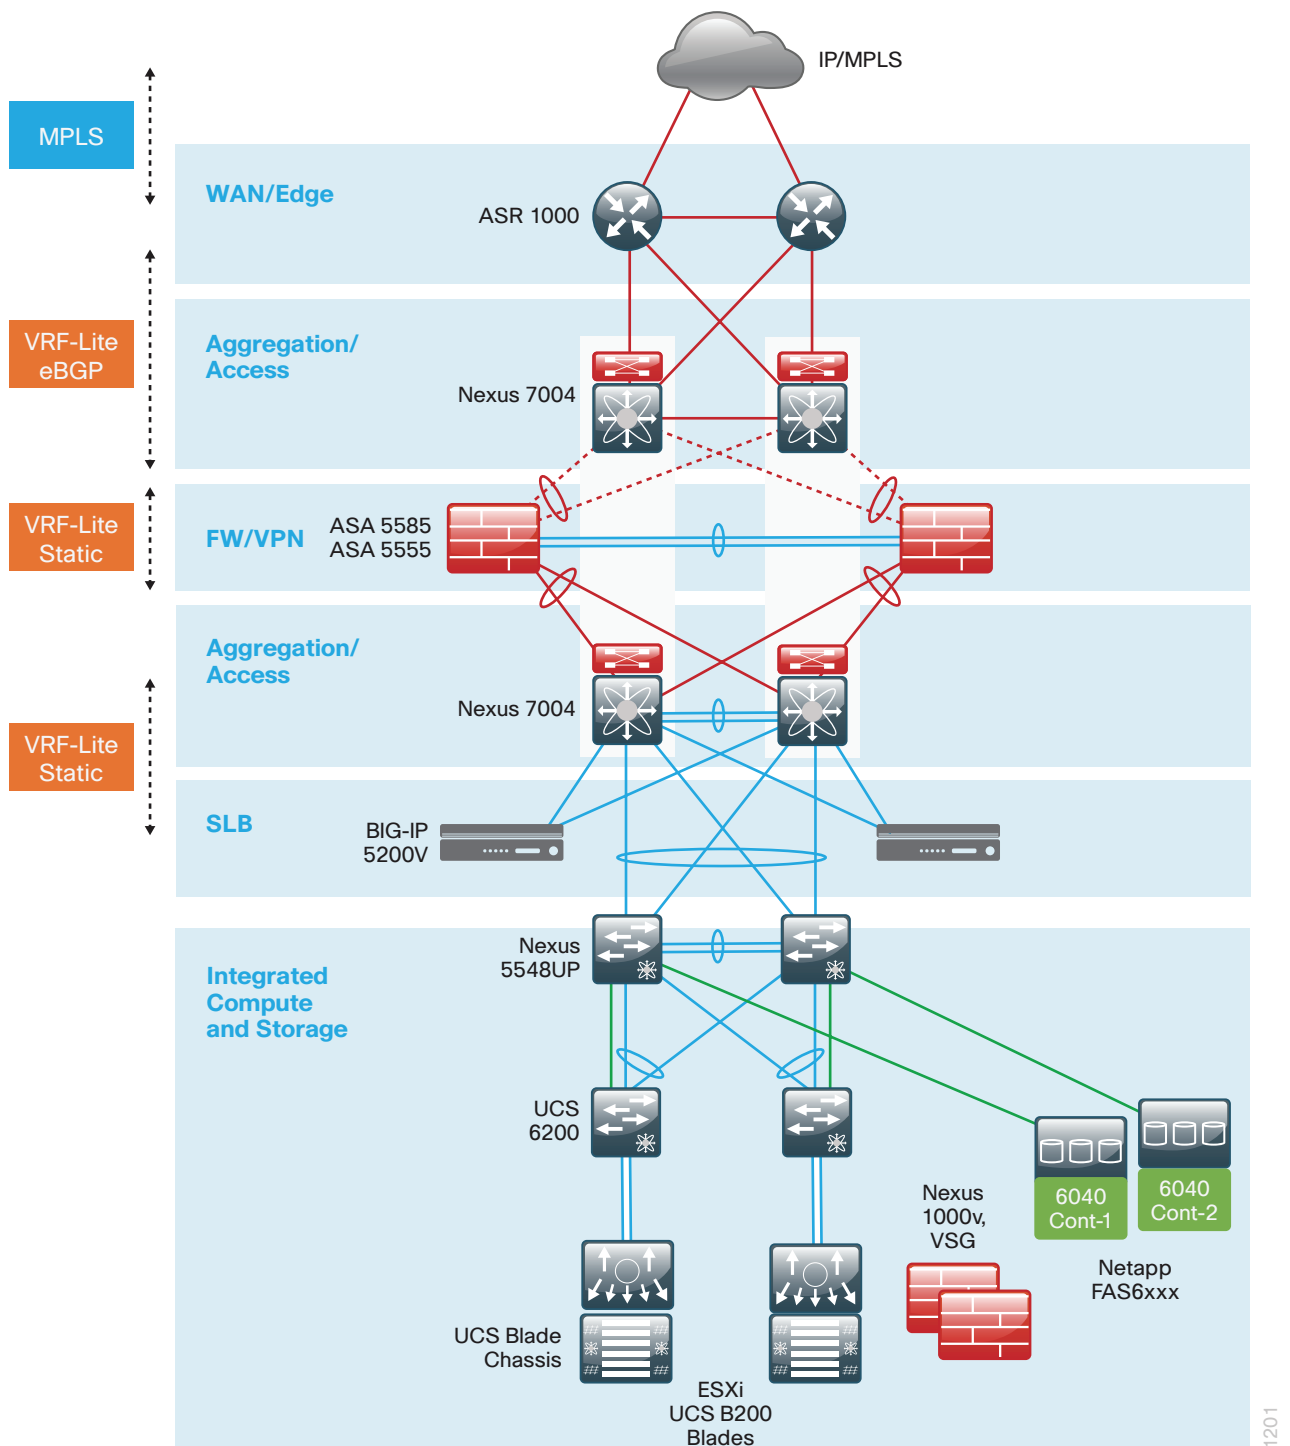 IP/MPLS
MPLS
WAN/Edge
ASR 1000
VRF-Lite
eBGP
Aggregation/
Access
Nexus 7004
VRF-Lite
Static
FW/VPN
ASA 5585
ASA 5555
Aggregation/
Access
Nexus 7004
VRF-Lite
Static
SLB
BIG-IP
5200V
Nexus
5548UP
Integrated
Compute
and Storage
UCS
6200
6040
Cont-1
6040
Cont-2
Nexus
1000v,
VSG
Netapp
FAS6xxx
UCS Blade
Chassis
ESXi
UCS B200
Blades
1201